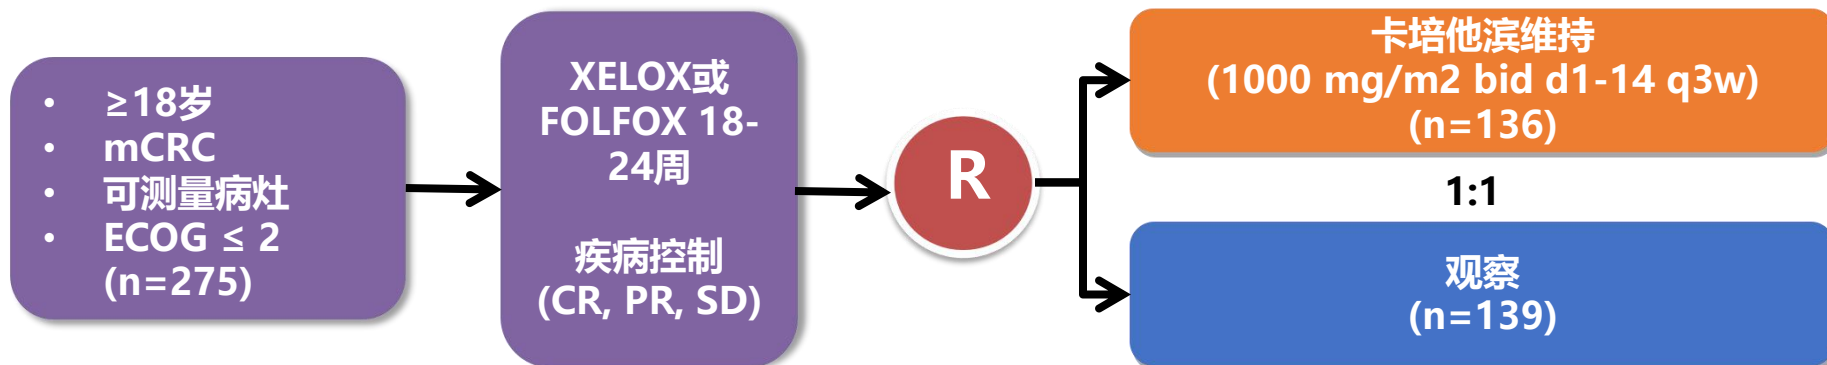 • ≥18岁
• mCRC
• 可测量病灶
• ECOG ≤ 2
(n=275)
XELOX或
FOLFOX 18-
24周
疾病控制
(CR, PR, SD)
R
卡培他滨维持
(1000 mg/m2 bid d1-14 q3w)
(n=136)
1:1
观察
(n=139)